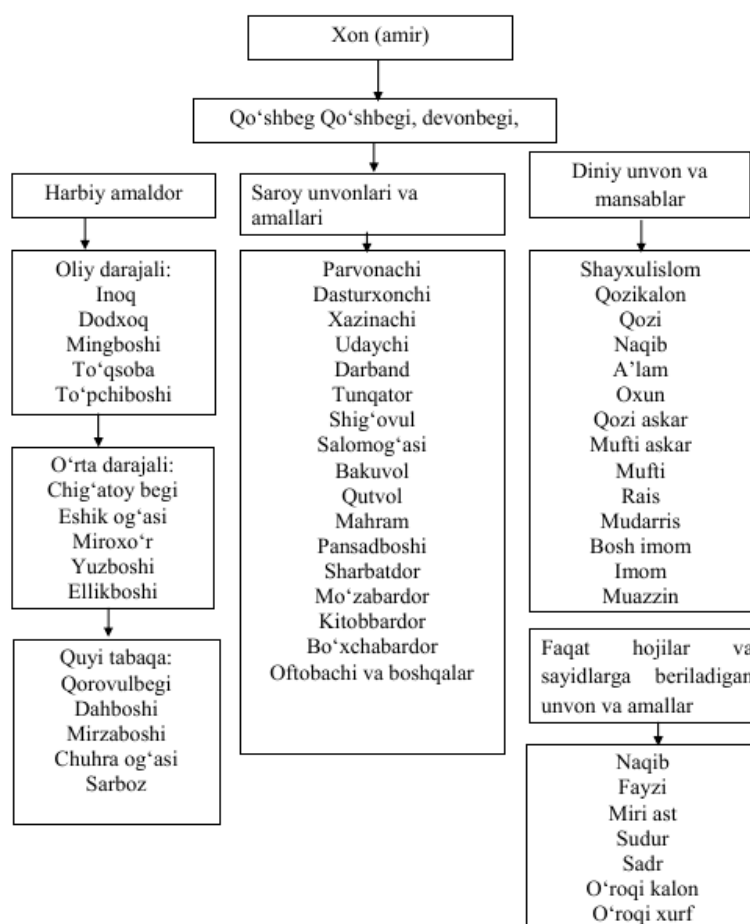 Xon (amir)
Qo‘shbeg Qo‘shbegi, devonbegi,
Harbiy amaldor
Oliy darajali:
Inoq
Dodxoq
Mingboshi
To‘qsoba
To‘pchiboshi
O‘rta darajali:
Chig‘atoy begi
Eshik og‘asi
Miroxo‘r
Yuzboshi
Ellikboshi
Quyi tabaqa:
Qorovulbegi
Dahboshi
Mirzaboshi
Chuhra og‘asi
Sarboz
Saroy unvonlari va
amallari
Parvonachi
Dasturxonchi
Xazinachi
Udaychi
Darband
Tunqator
Shig‘ovul
Salomog‘asi
Bakuvol
Qutvol
Mahram
Pansadboshi
Sharbatdor
Mo‘zabardor
Kitobbardor
Bo‘xchabardor
Oftobachi va boshqalar
Diniy unvon va
mansablar
Shayxulislom
Qozikalon
Qozi
Naqib
A’lam
Oxun
Qozi askar
Mufti askar
Mufti
Rais
Mudarris
Bosh imom
Imom
Muazzin
Faqat hojilar va
sayidlarga beriladigan
unvon va amallar
Naqib
Fayzi
Miri ast
Sudur
Sadr
O‘roqi kalon
O‘roqi xurf